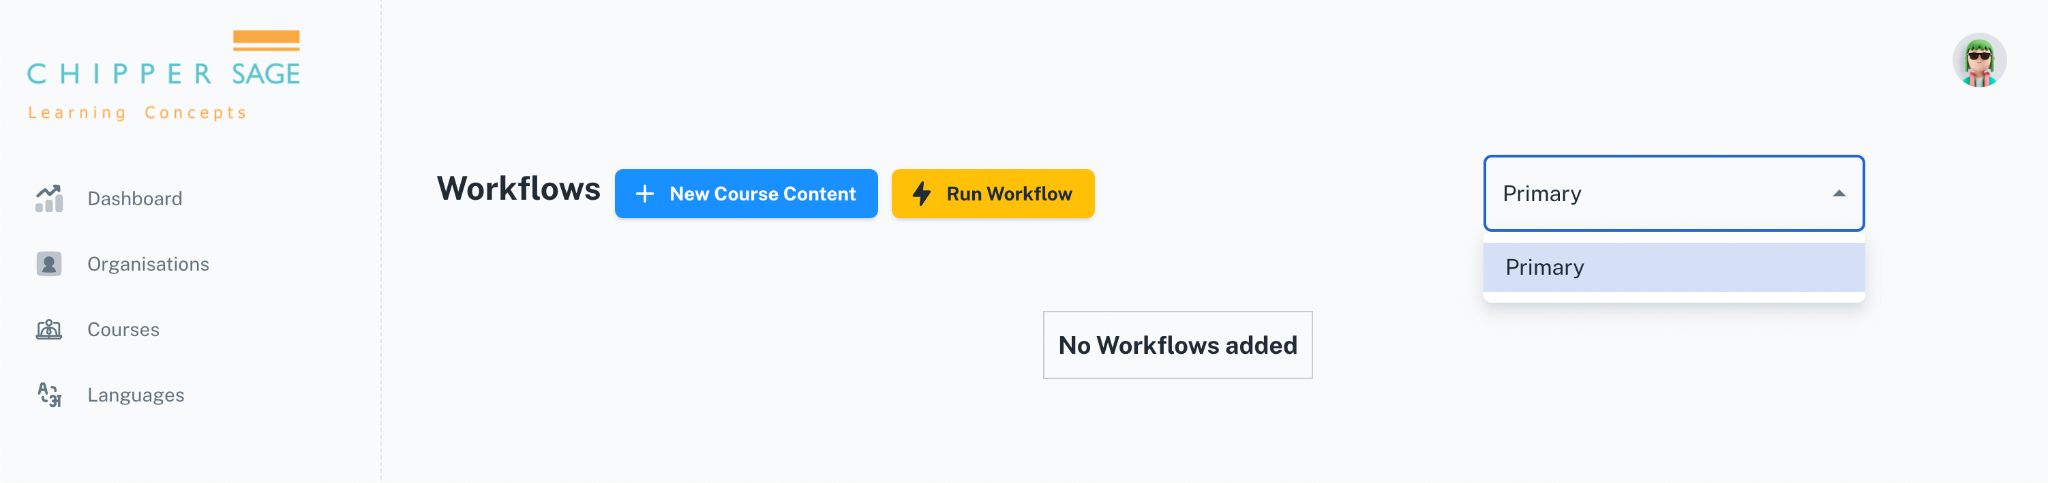 CHIPPER SAGE
Learning Concepts
Dashboard
Organisations
Courses
Languages
Workflows
New Course Content
Run Workflow
Primary
Primary
No Workflows added